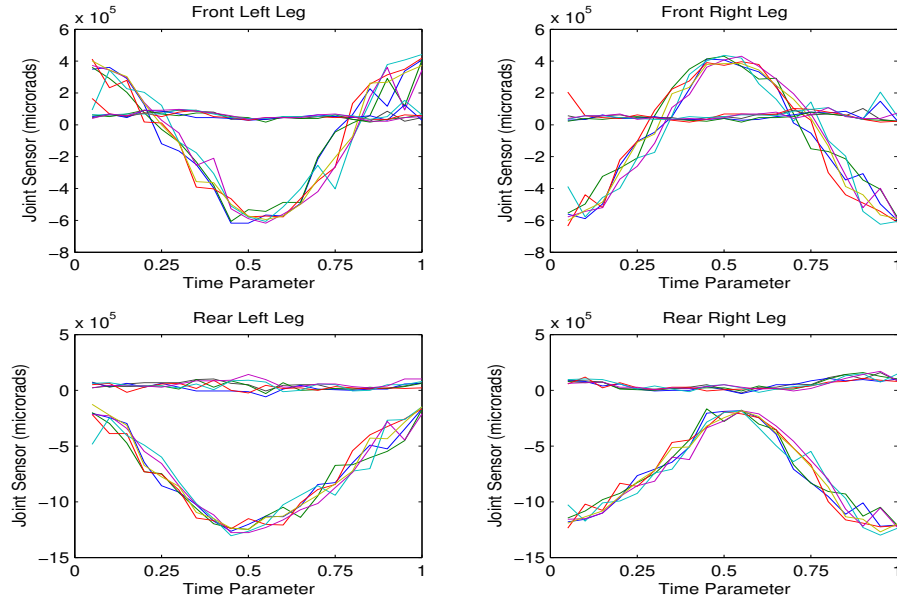 Front Left Leg
x 10^5
6
4
2
0
−2
−4
−6
−8
0
0.25
0.5
0.75
1
Time Parameter
Joint Sensor (microrads)
Front Right Leg
x 10^5
6
4
2
0
−2
−4
−6
−8
0
0.25
0.5
0.75
1
Time Parameter
Joint Sensor (microrads)
Rear Left Leg
x 10^5
5
0
−5
−10
−15
0
0.25
0.5
0.75
1
Time Parameter
Joint Sensor (microrads)
Rear Right Leg
x 10^5
5
0
−5
−10
−15
0
0.25
0.5
0.75
1
Time Parameter
Joint Sensor (microrads)